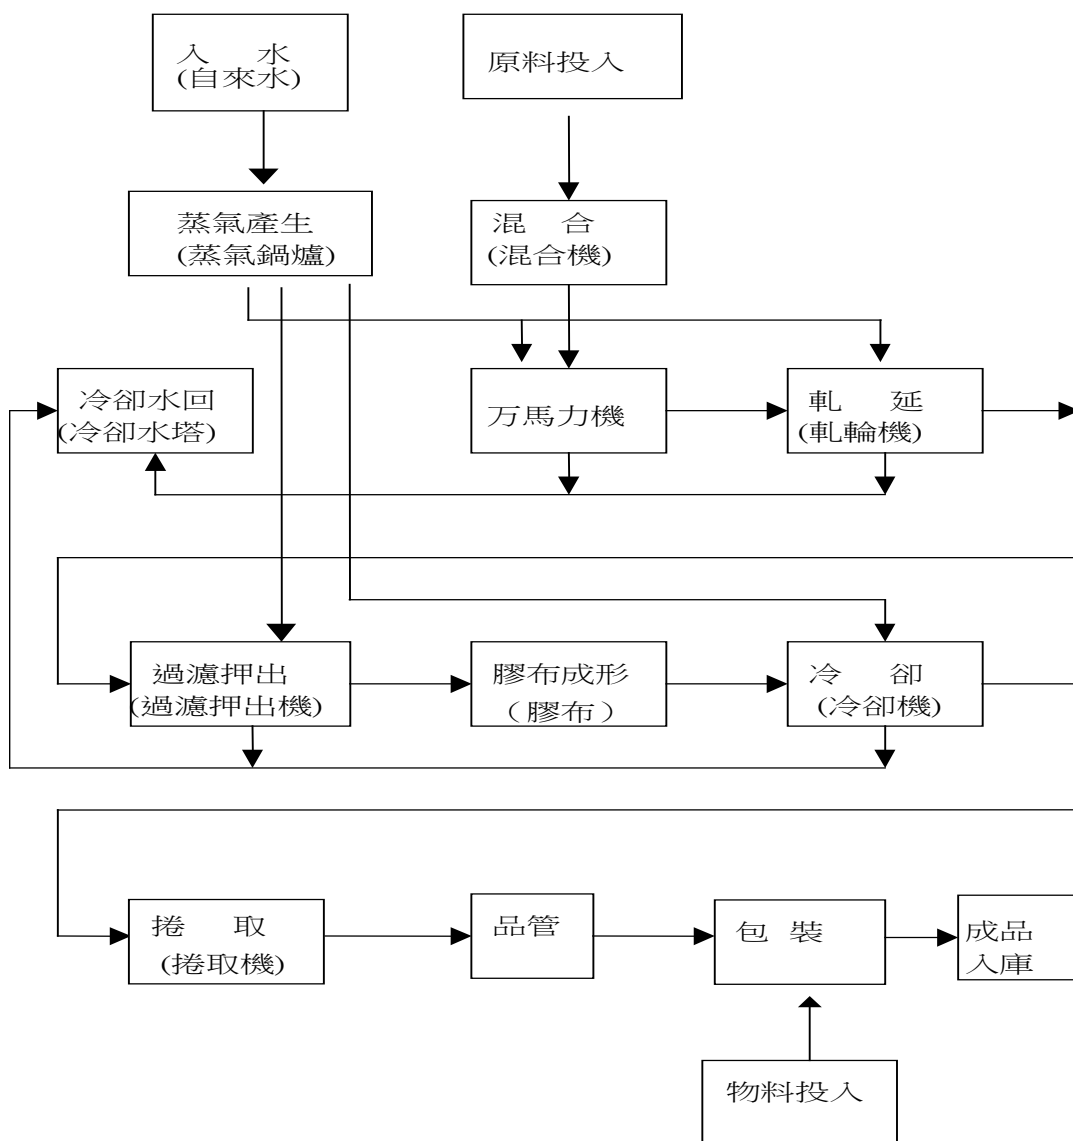 入 水
(自來水)
原料投入
蒸氣產生
(蒸氣鍋爐)
混 合
(混合機)
冷卻水回
(冷卻水塔)
万馬力機
軋 延
(軋輪機)
過濾押出
(過濾押出機)
膠布成形
（膠布）
冷 卻
(冷卻機)
捲 取
(捲取機)
品管
包 裝
成品
入庫
物料投入